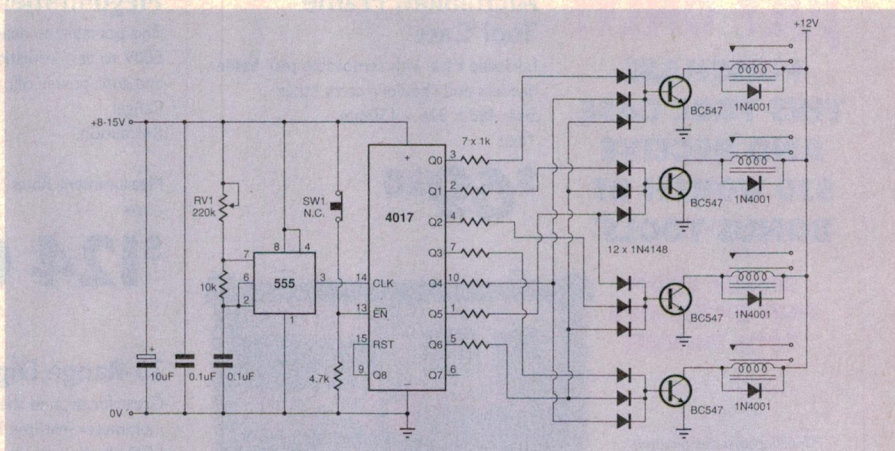 +12V
BC547
1N4001
+8-15V
7 x 1k
Q0 3
RV1
220k
SW1
N.C.
Q1 2
BC547
1N4001
4017
Q2 4
12 x 1N4148
8 4
7
Q3 7
6
555
3
14 CLK
Q4 10
10k
2
13 EN
Q5 1
BC547
1N4001
1
15 RST
Q6 5
4.7k
9 Q8
Q7 6
10uF
0.1uF
0.1uF
BC547
1N4001
0V